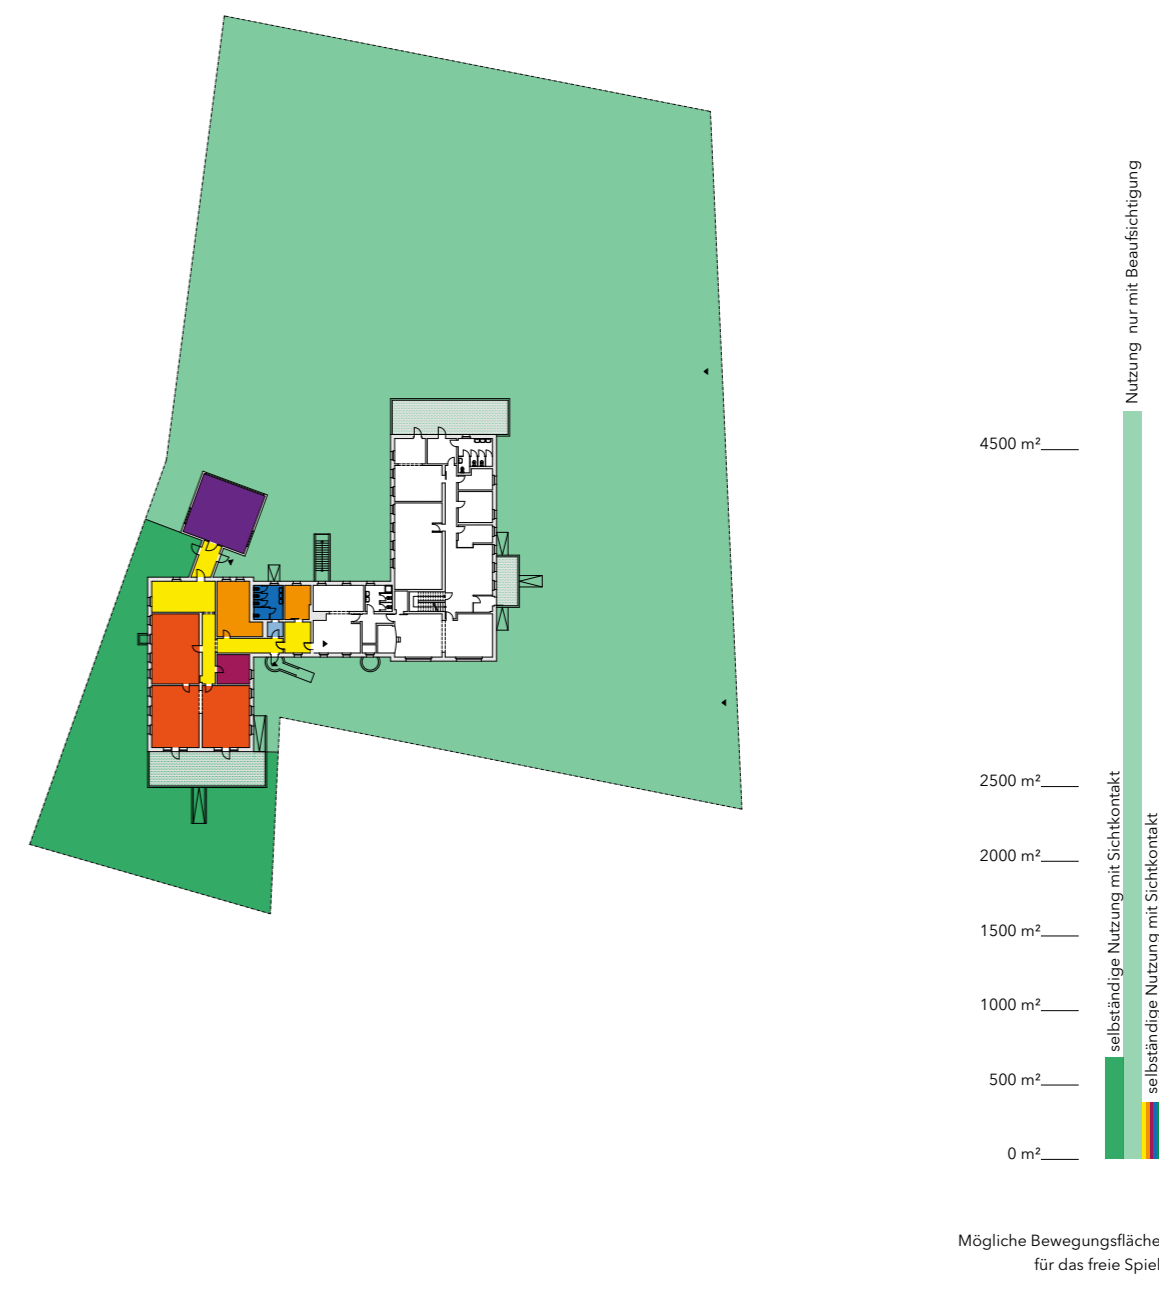 Nutzung nur mit Beaufsichtigung
selbständige Nutzung mit Sichtkontakt
selbständige Nutzung mit Sichtkontakt
4500 m²
2500 m²
2000 m²
1500 m²
1000 m²
500 m²
0 m²
Mögliche Bewegungsfläche
für das freie Spiel